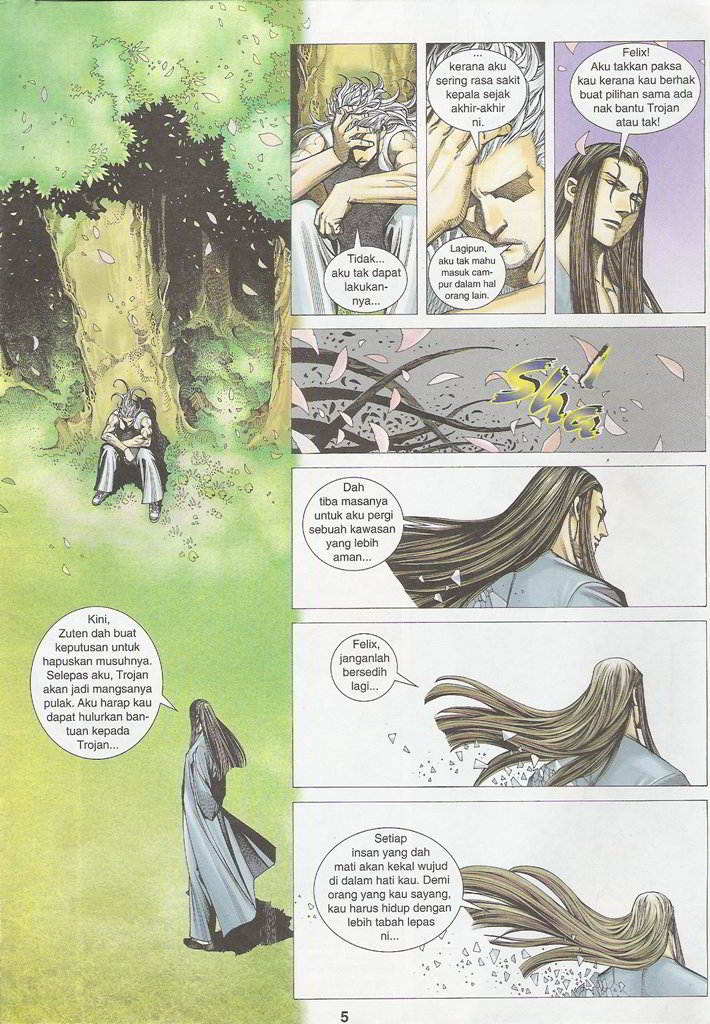 Kini,
Zuten dah buat
keputusan untuk
hapuskan musuhnya.
Selepas aku, Trojan
akan jadi mangsanya
pulak. Aku harap kau
dapat hulurkan ban-
tuan kepada
Trojan...
Tidak...
aku tak dapat
lakukan-
nya...
...
kerana aku
sering rasa sakit
kepala sejak
akhir-akhir
ni.
Lagipun,
aku tak mahu
masuk cam-
pur dalam hal
orang lain.
Felix!
Aku takkan paksa
kau kerana kau berhak
buat pilihan sama ada
nak bantu Trojan
atau tak!
Sha
Dah
tiba masanya
untuk aku pergi
sebuah kawasan
yang lebih
aman...
Felix,
janganlah
bersedih
lagi...
Setiap
insan yang dah
mati akan kekal wujud
di dalam hati kau. Demi
orang yang kau sayang,
kau harus hidup dengan
lebih tabah lepas
ni...
5